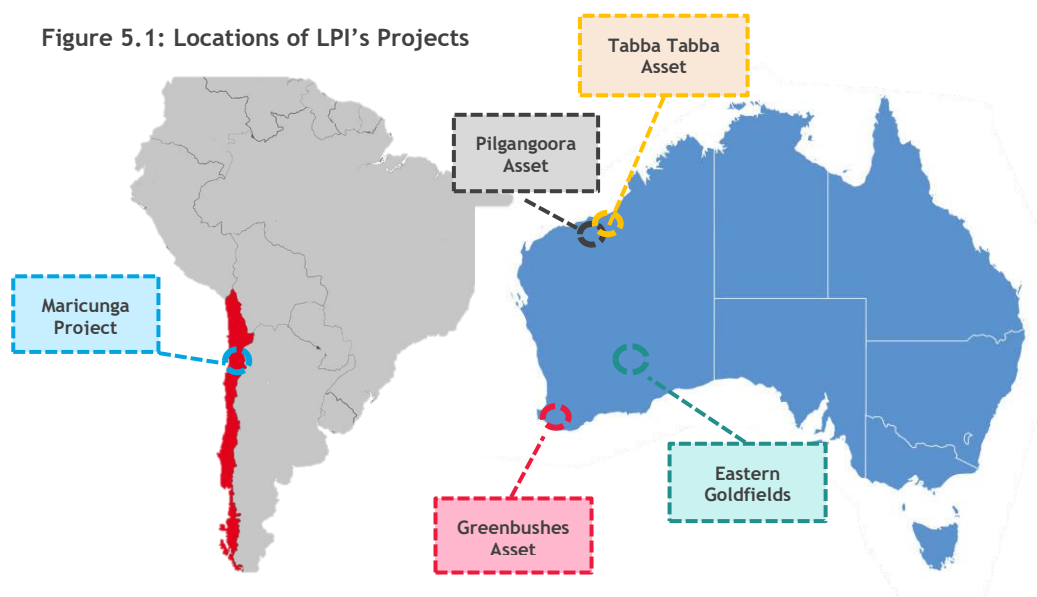 Figure 5.1: Locations of LPI's Projects
Tabba Tabba
Asset
Pilgangoora
Asset
Maricunga
Project
Eastern
Goldfields
Greenbushes
Asset